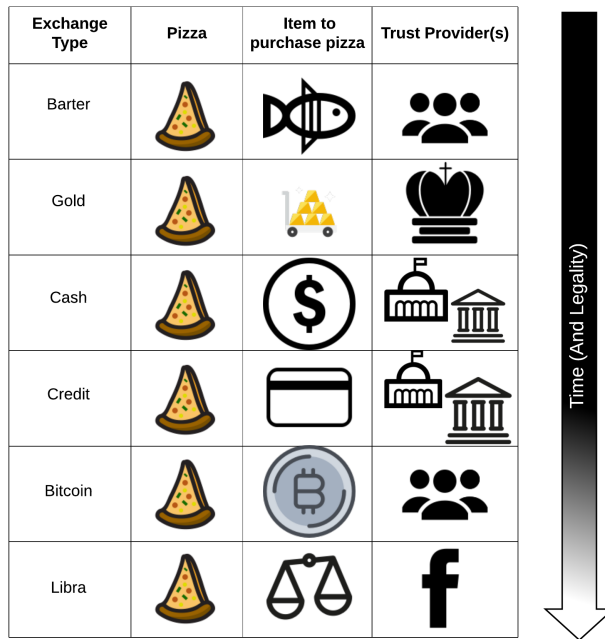 Exchange
Type
Pizza
Item to
purchase pizza
Trust Provider(s)
Barter
Gold
Cash
$
Credit
Bitcoin
B
Libra
f
Time (And Legality)